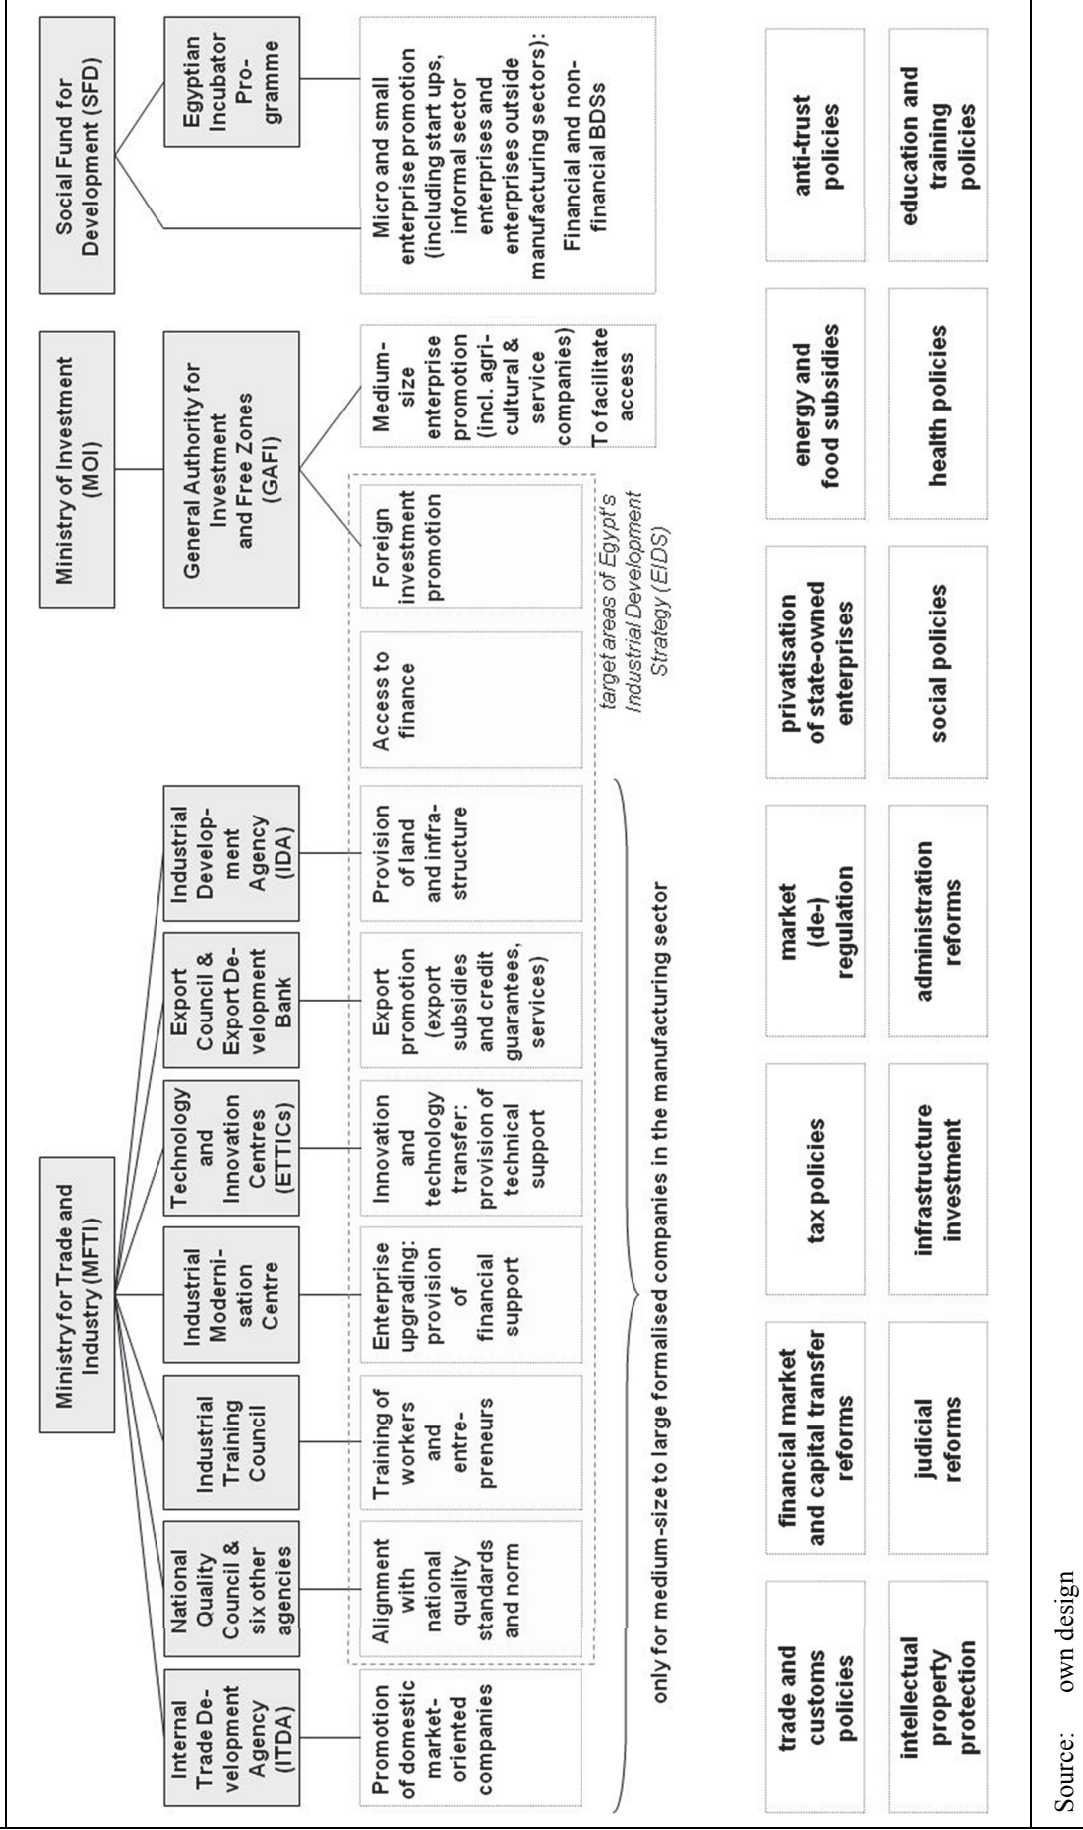 Ministry for Trade and
Industry (MFTI)
Ministry of Investment
(MOI)
Social Fund for
Development (SFD)
Internal
Trade De-
velopment
Agency
(ITDA)
National
Quality
Council &
six other
agencies
Industrial
Training
Council
Industrial
Moderni-
sation
Centre
Technology
and
Innovation
Centres
(ETTICs)
Export
Council &
Export De-
velopment
Bank
Industrial
Develop-
ment
Agency
(IDA)
General Authority for
Investment
and Free Zones
(GAFI)
Egyptian
Incubator
Pro-
gramme
Promotion
of domestic
market-
oriented
companies
Alignment
with
national
quality
standards
and norm
Training of
workers
and
entre-
preneurs
Enterprise
upgrading:
provision
of
financial
support
Innovation
and
technology
transfer:
provision of
technical
support
Export
promotion
(export
subsidies
and credit
guarantees,
services)
Provision
of land
and infra-
structure
Access to
finance
Foreign
investment
promotion
Medium-
size
enterprise
promotion
(incl. agri-
cultural &
service
companies)
To facilitate
access
Micro and small
enterprise promotion
(including start ups,
informal sector
enterprises and
enterprises outside
manufacturing sectors):
Financial and non-
financial BDSs
target areas of Egypt's
Industrial Development
Strategy (EIDS)
only for medium-size to large formalised companies in the manufacturing sector
trade and
customs
policies
financial market
and capital transfer
reforms
tax policies
market
(de-)
regulation
privatisation
of state-owned
enterprises
energy and
food subsidies
anti-trust
policies
intellectual
property
protection
judicial
reforms
infrastructure
investment
administration
reforms
social policies
health policies
education and
training
policies
Source: own design